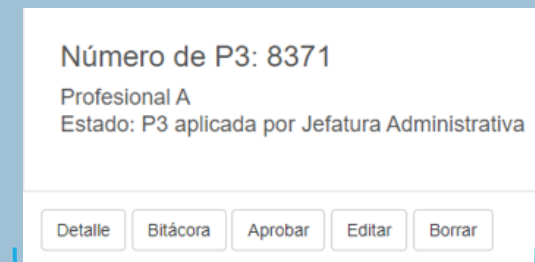 Número de P3: 8371
Profesional A
Estado: P3 aplicada por Jefatura Administrativa
Detalle Bitácora Aprobar Editar Borrar